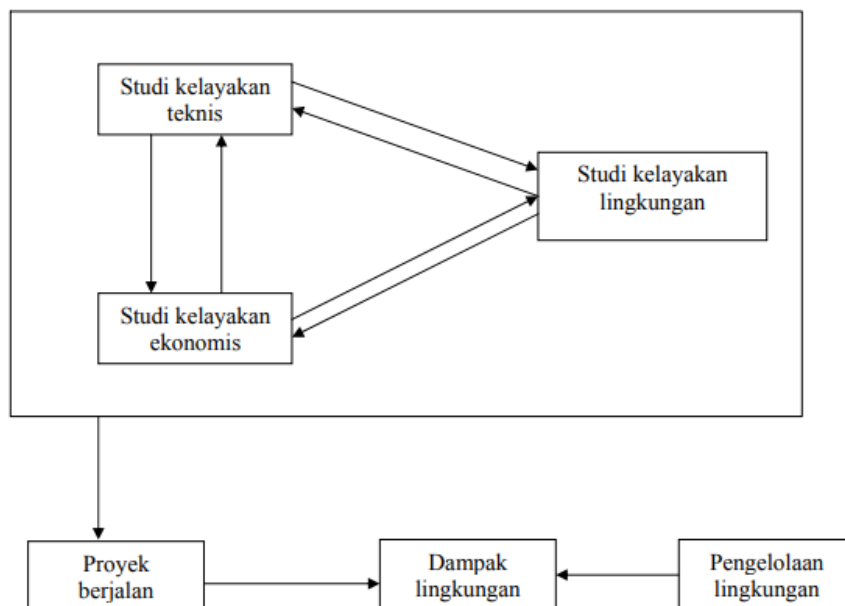 Studi kelayakan
teknis
Studi kelayakan
lingkungan
Studi kelayakan
ekonomis
Proyek
berjalan
Dampak
lingkungan
Pengelolaan
lingkungan